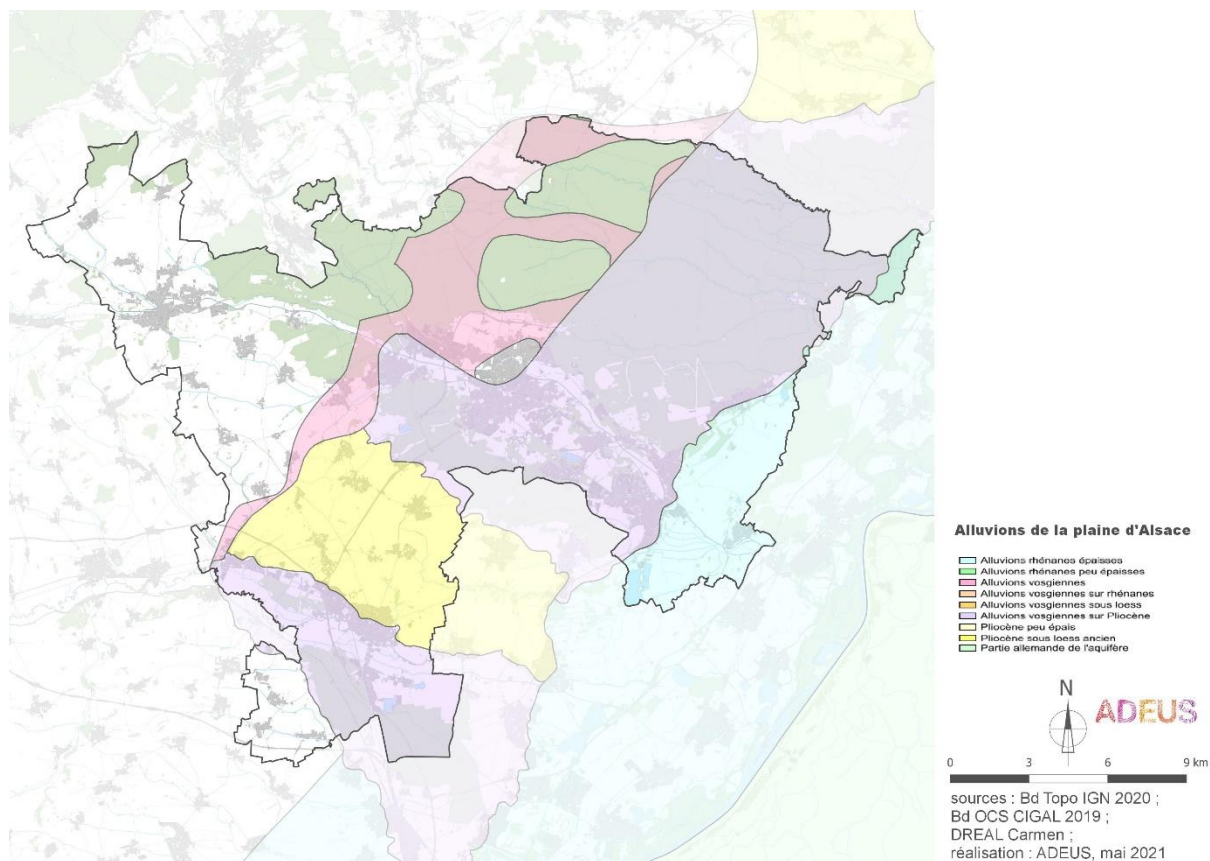 Alluvions de la plaine d'Alsace
Alluvions rhénanes épaisses
Alluvions rhénanes peu épaisses
Alluvions vosgiennes
Alluvions vosgiennes sur rhénanes
Alluvions vosgiennes sous loess
Alluvions vosgiennes sur Pliocène
Pliocène peu épais
Pliocène sous loess ancien
Partie allemande de l'aquifère
N
ADEUS
0 3 6 9 km
sources : Bd Topo IGN 2020 ;
Bd OCS CIGAL 2019 ;
DREAL Carmen ;
réalisation : ADEUS, mai 2021